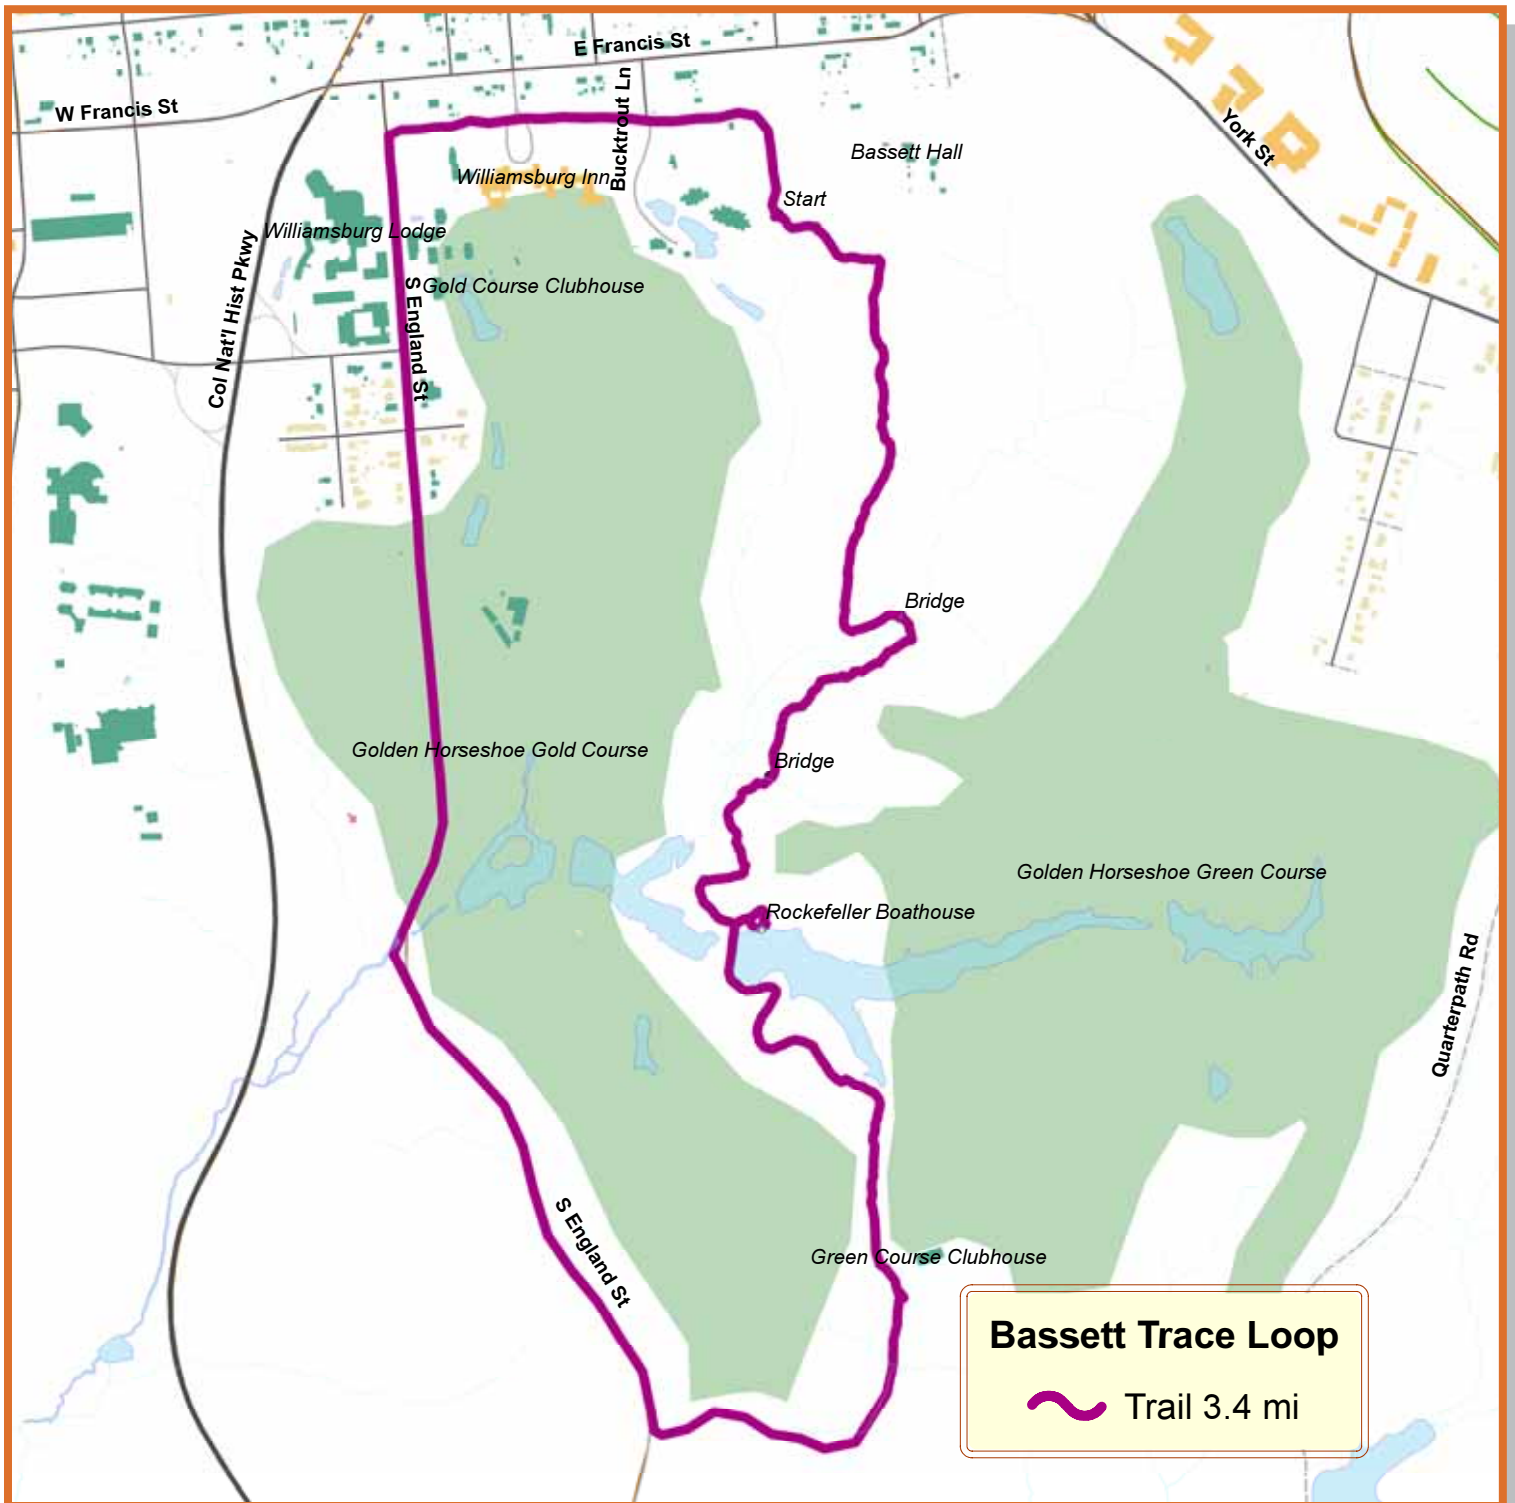 E Francis St
W Francis St
Bucktrout Ln
York St
Bassett Hall
Williamsburg Inn
Start
Williamsburg Lodge
Col Nat'l Hist Pkwy
S England St
Gold Course Clubhouse
Bridge
Golden Horseshoe Gold Course
Bridge
Golden Horseshoe Green Course
Rockefeller Boathouse
Quarterpath Rd
S England St
Green Course Clubhouse
Bassett Trace Loop
Trail 3.4 mi